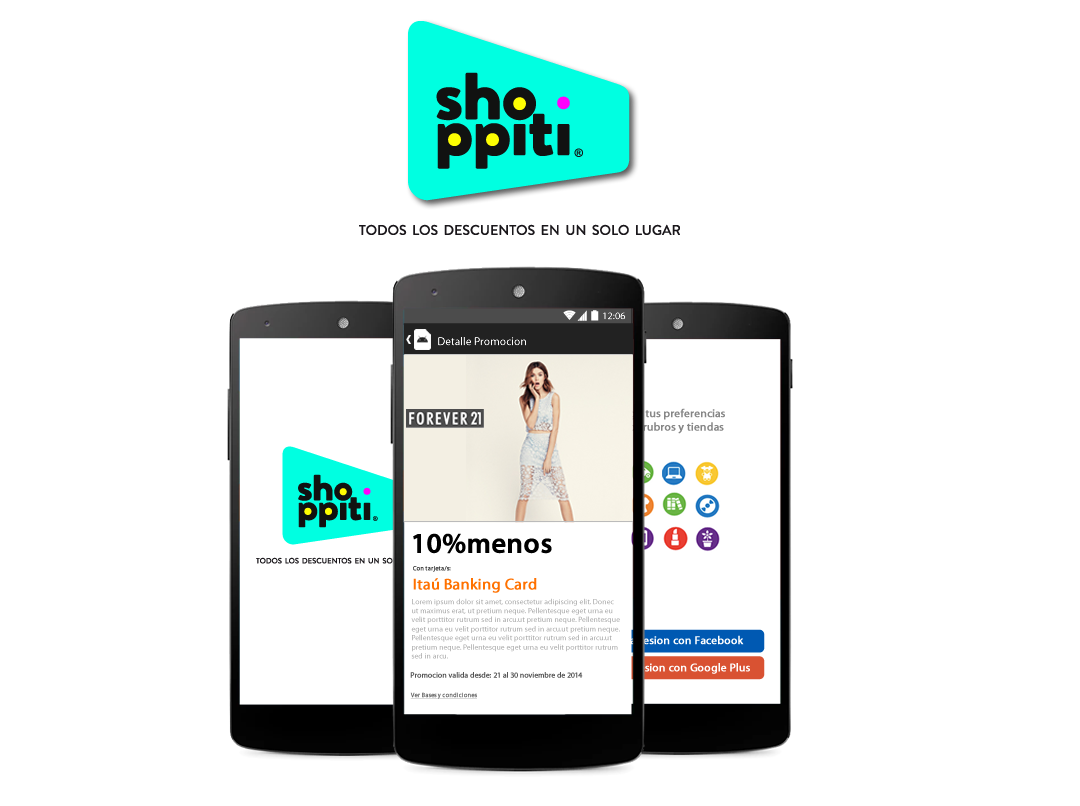 sho
ppiti®
TODOS LOS DESCUENTOS EN UN SOLO LUGAR
sho
ppiti®
TODOS LOS DESCUENTOS EN UN SO
12:06
Detalle Promocion
FOREVER 21
10%menos
Con tarjeta/s:
Itaú Banking Card
Lorem ipsum dolor sit amet, consectetur adipiscing elit. Donec
ut maximus erat, ut pretium neque. Pellentesque eget urna eu
velit porttitor rutrum sed in arcu.ut pretium neque. Pellentesque
eget urna eu velit porttitor rutrum sed in arcu.ut pretium neque.
Pellentesque eget urna eu velit porttitor rutrum sed in arcu.ut
pretium neque. Pellentesque eget urna eu velit porttitor rutrum
sed in arcu.
Promocion valida desde: 21 al 30 noviembre de 2014
Ver Bases y condiciones
tus preferencias
rubros y tiendas
esion con Facebook
sion con Google Plus